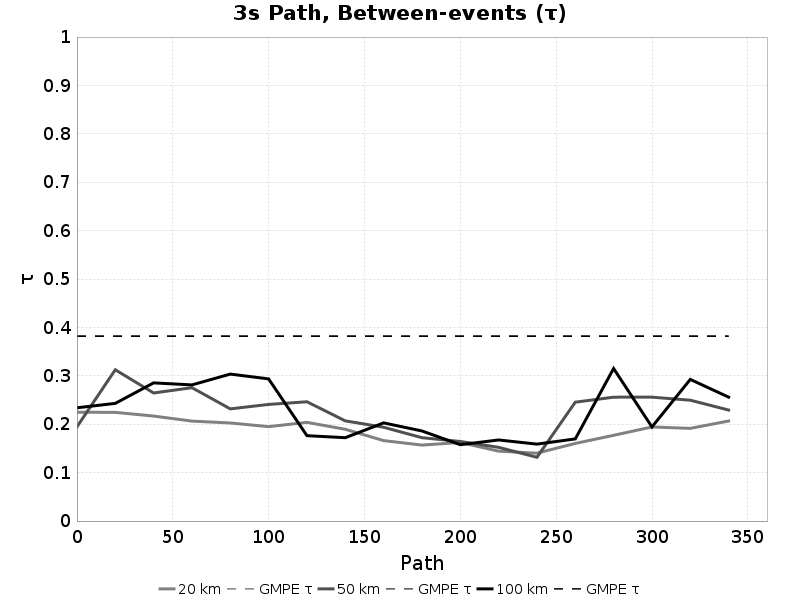 3s Path, Between-events (τ)
1
0.9
0.8
0.7
0.6
0.5
0.4
0.3
0.2
0.1
0
τ
0 50 100 150 200 250 300 350
Path
20 km GMPE τ 50 km GMPE τ 100 km GMPE τ